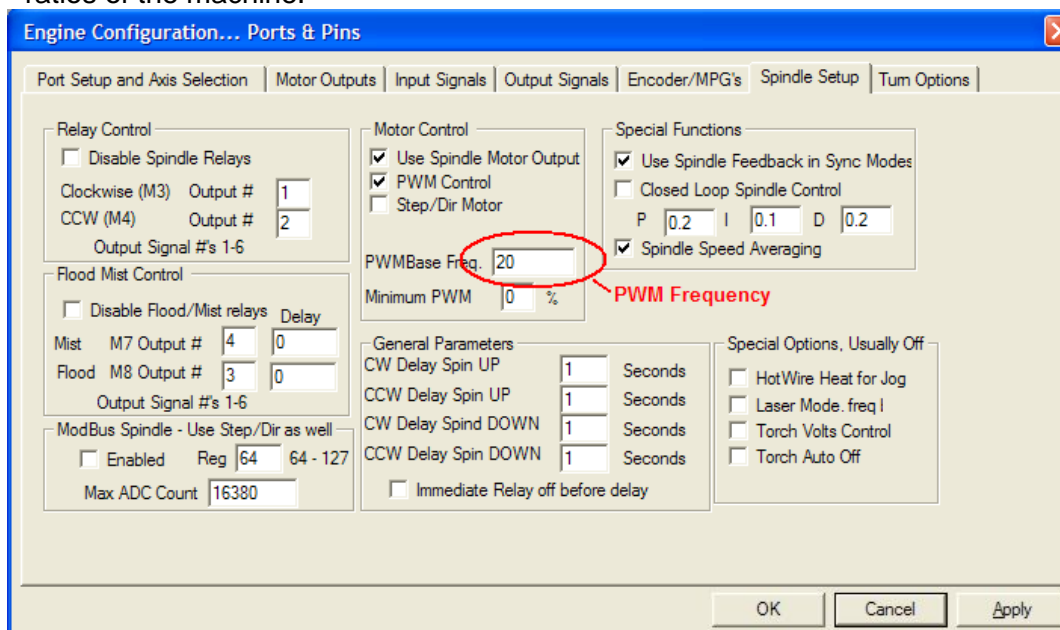 ratios of the machine.
Engine Configuration... Ports & Pins
Port Setup and Axis Selection Motor Outputs Input Signals Output Signals Encoder/MPG's Spindle Setup Turn Options
Relay Control
Disable Spindle Relays
Clockwise (M3) Output # 1
CCW (M4) Output # 2
Output Signal #'s 1-6
Flood Mist Control
Disable Flood/Mist relays Delay
Mist M7 Output # 4 0
Flood M8 Output # 3 0
Output Signal #'s 1-6
ModBus Spindle - Use Step/Dir as well
Enabled Reg 64 64 - 127
Max ADC Count 16380
Motor Control
Use Spindle Motor Output
PWM Control
Step/Dir Motor
PWMBase Freq. 20
Minimum PWM 0 %
PWM Frequency
General Parameters
CW Delay Spin UP 1 Seconds
CCW Delay Spin UP 1 Seconds
CW Delay Spind DOWN 1 Seconds
CCW Delay Spin DOWN 1 Seconds
Immediate Relay off before delay
Special Functions
Use Spindle Feedback in Sync Modes
Closed Loop Spindle Control
P 0.2 I 0.1 D 0.2
Spindle Speed Averaging
Special Options, Usually Off
HotWire Heat for Jog
Laser Mode. freq
Torch Volts Control
Torch Auto Off
OK Cancel Apply